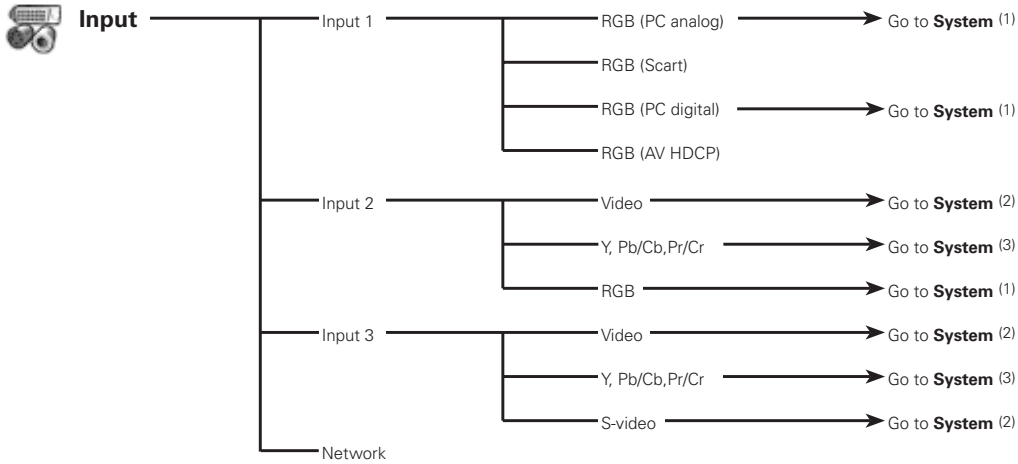 Input
Input 1
RGB (PC analog)
Go to System (1)
RGB (Scart)
RGB (PC digital)
Go to System (1)
RGB (AV HDCP)
Input 2
Video
Go to System (2)
Y, Pb/Cb,Pr/Cr
Go to System (3)
RGB
Go to System (1)
Input 3
Video
Go to System (2)
Y, Pb/Cb,Pr/Cr
Go to System (3)
S-video
Go to System (2)
Network